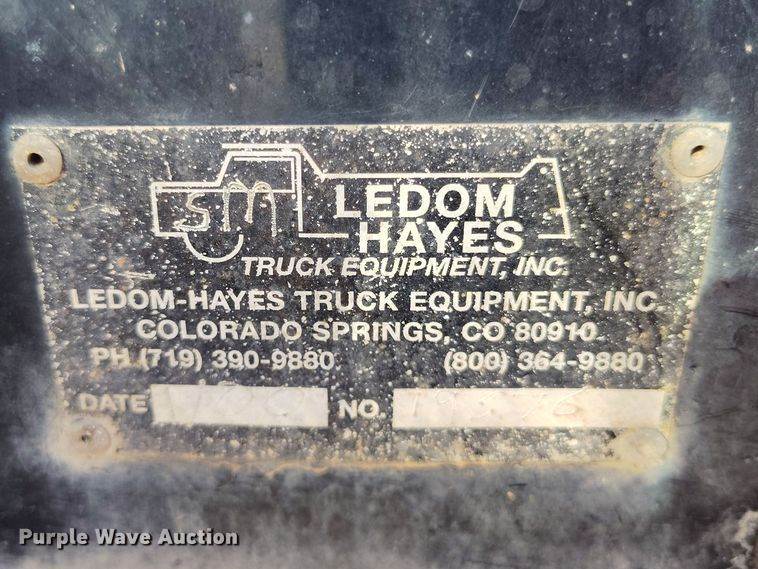 SM
LEDOM
HAYES
TRUCK EQUIPMENT, INC.
LEDOM-HAYES TRUCK EQUIPMENT, INC.
COLORADO SPRINGS, CO 80910
PH (719) 390-9880 (800) 364-9880
DATE NO.
Purple Wave Auction